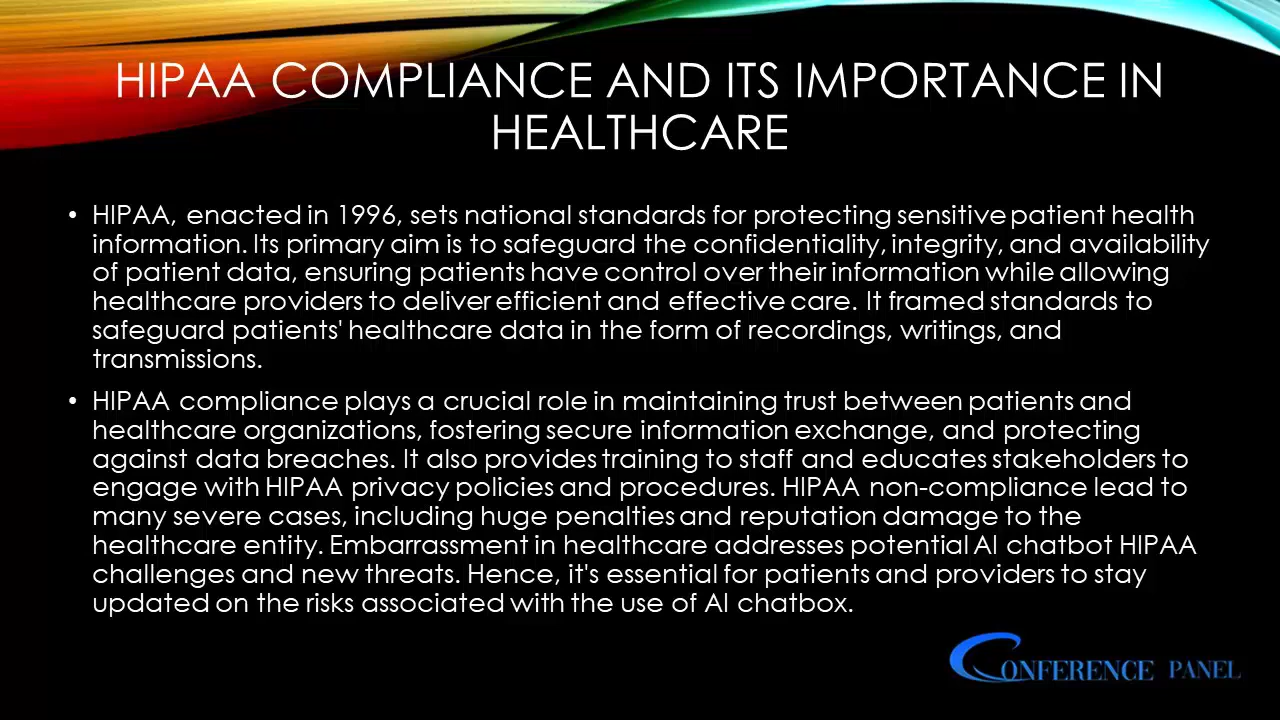 HIPAA COMPLIANCE AND ITS IMPORTANCE IN
HEALTHCARE
• HIPAA, enacted in 1996, sets national standards for protecting sensitive patient health
information. Its primary aim is to safeguard the confidentiality, integrity, and availability
of patient data, ensuring patients have control over their information while allowing
healthcare providers to deliver efficient and effective care. It framed standards to
safeguard patients' healthcare data in the form of recordings, writings, and
transmissions.
• HIPAA compliance plays a crucial role in maintaining trust between patients and
healthcare organizations, fostering secure information exchange, and protecting
against data breaches. It also provides training to staff and educates stakeholders to
engage with HIPAA privacy policies and procedures. HIPAA non-compliance lead to
many severe cases, including huge penalties and reputation damage to the
healthcare entity. Embarrassment in healthcare addresses potential AI chatbot HIPAA
challenges and new threats. Hence, it's essential for patients and providers to stay
updated on the risks associated with the use of AI chatbox.
CONFERENCE PANEL